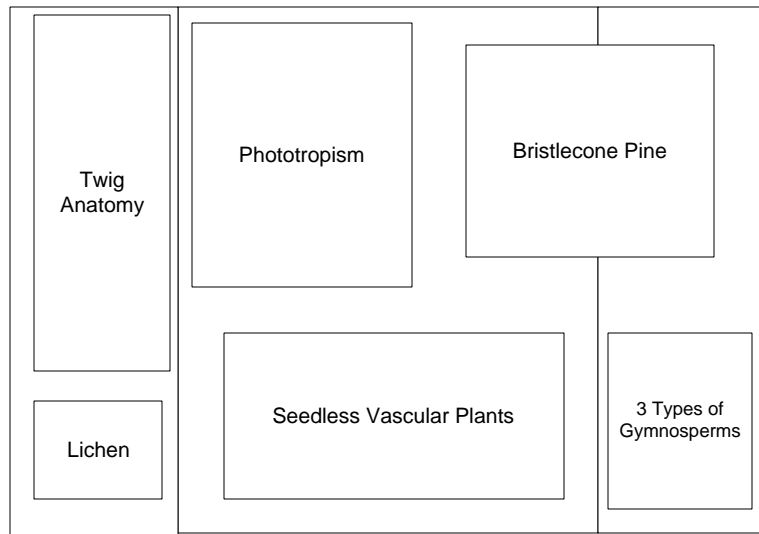 Twig
Anatomy
Phototropism
Bristlecone Pine
Lichen
Seedless Vascular Plants
3 Types of
Gymnosperms